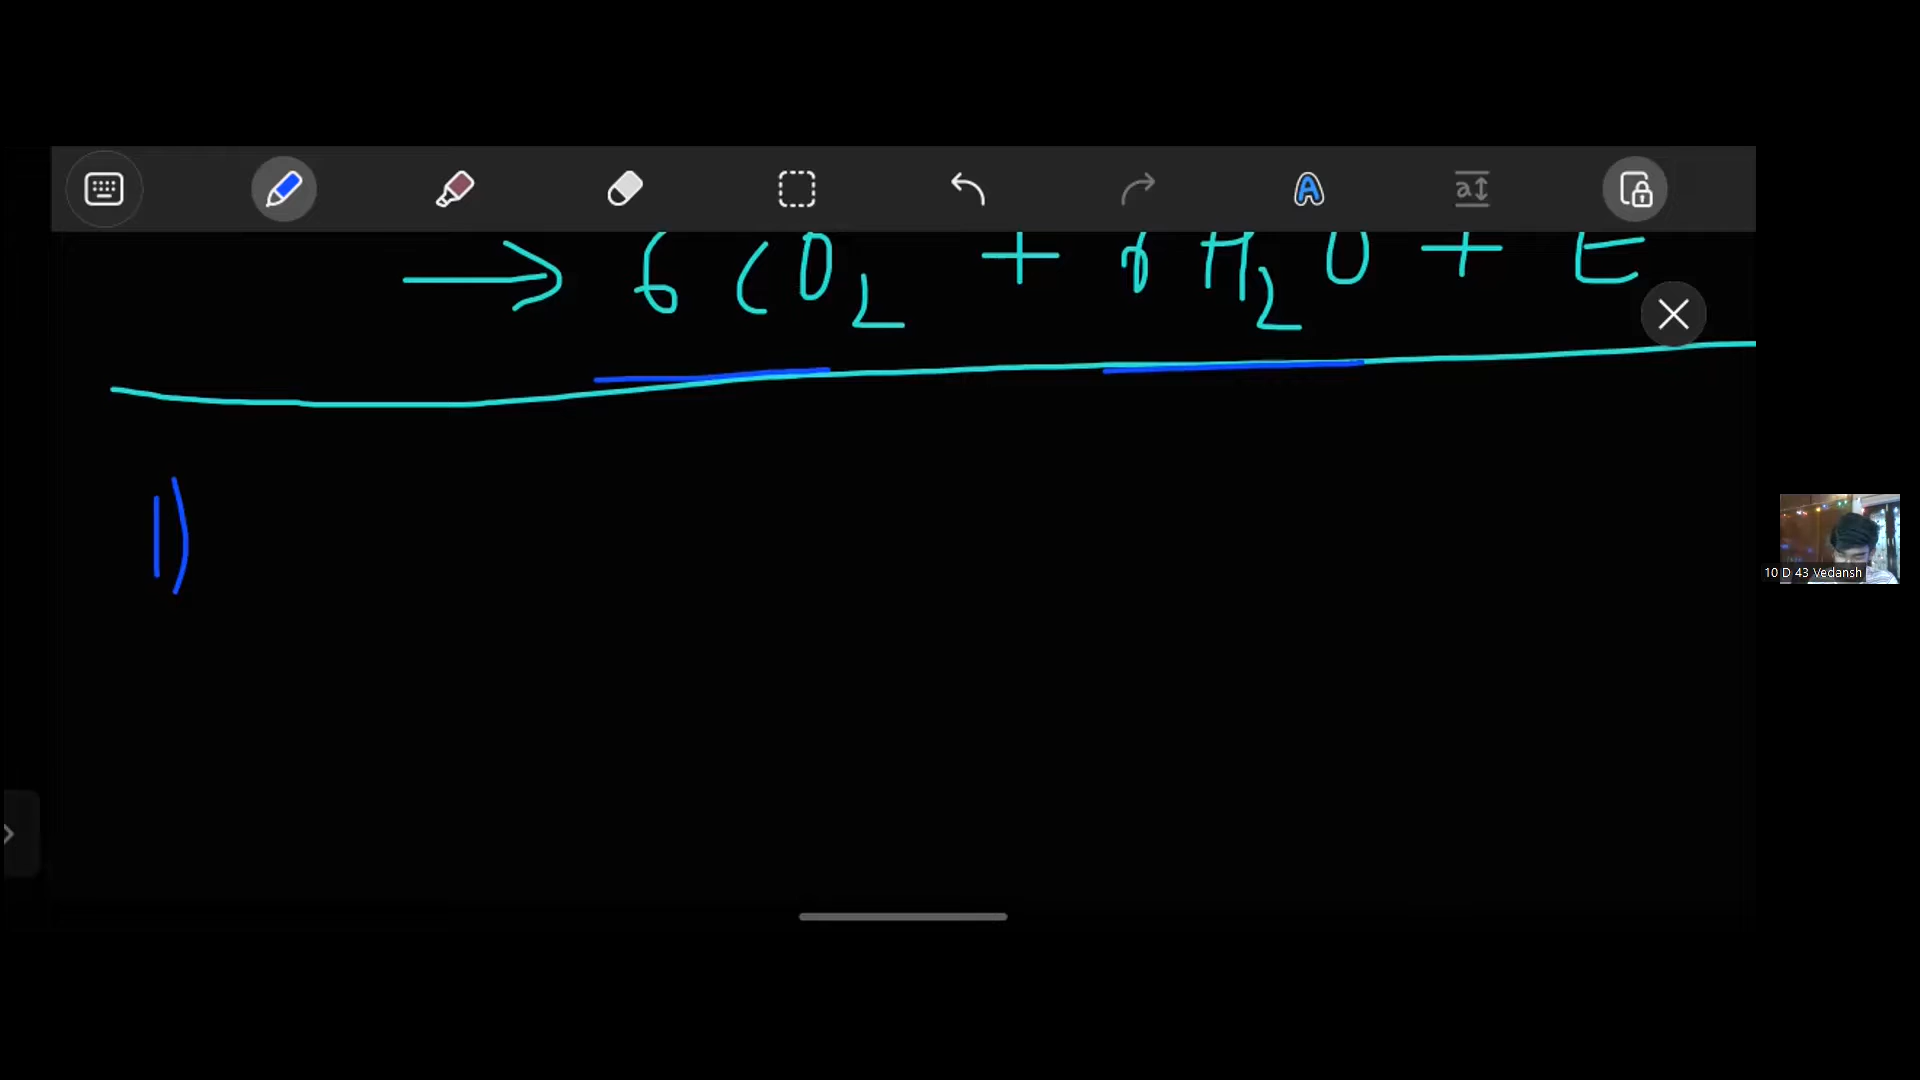 → 6 CO2 + 6 H2O + E
1)
10 D 43 Vedansh